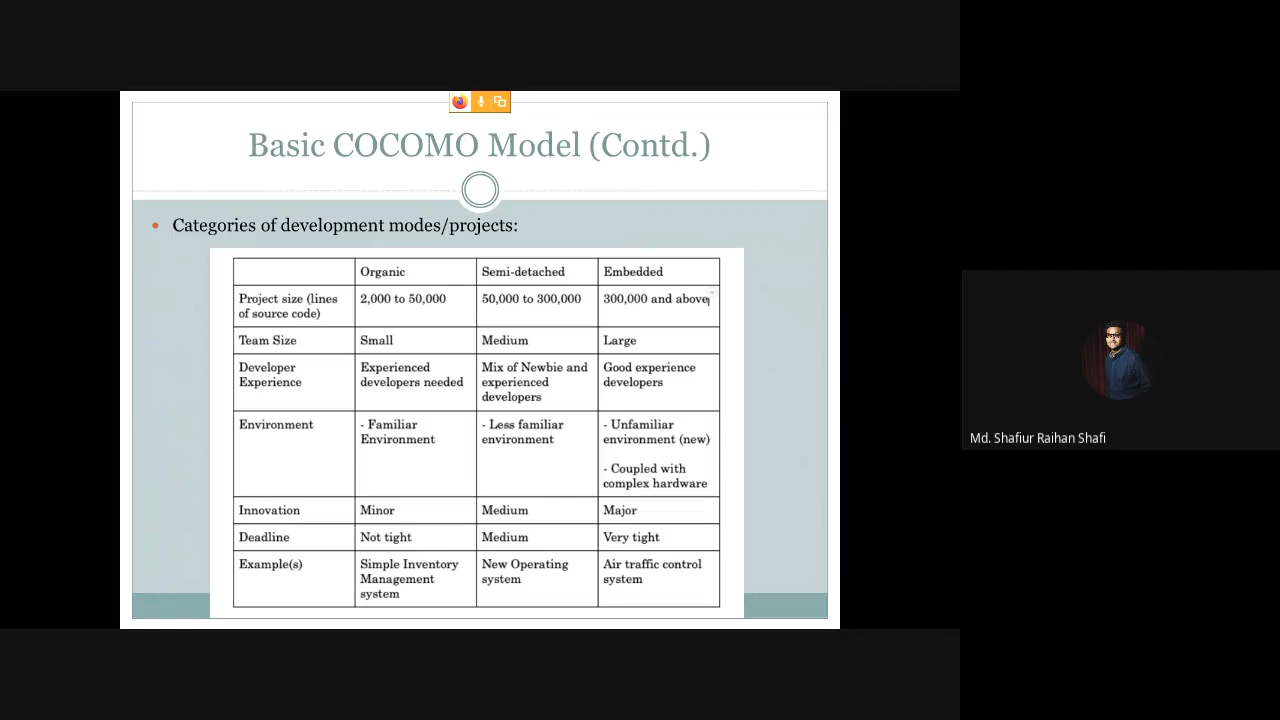 Basic COCOMO Model (Contd.)
• Categories of development modes/projects:
Organic Semi-detached Embedded
Project size (lines of source code) 2,000 to 50,000 50,000 to 300,000 300,000 and above
Team Size Small Medium Large
Developer Experience Experienced developers needed Mix of Newbie and experienced developers Good experience developers
Environment - Familiar Environment - Less familiar environment - Unfamiliar environment (new)
- Coupled with complex hardware
Innovation Minor Medium Major
Deadline Not tight Medium Very tight
Example(s) Simple Inventory Management system New Operating system Air traffic control system
Md. Shafiur Raihan Shafi